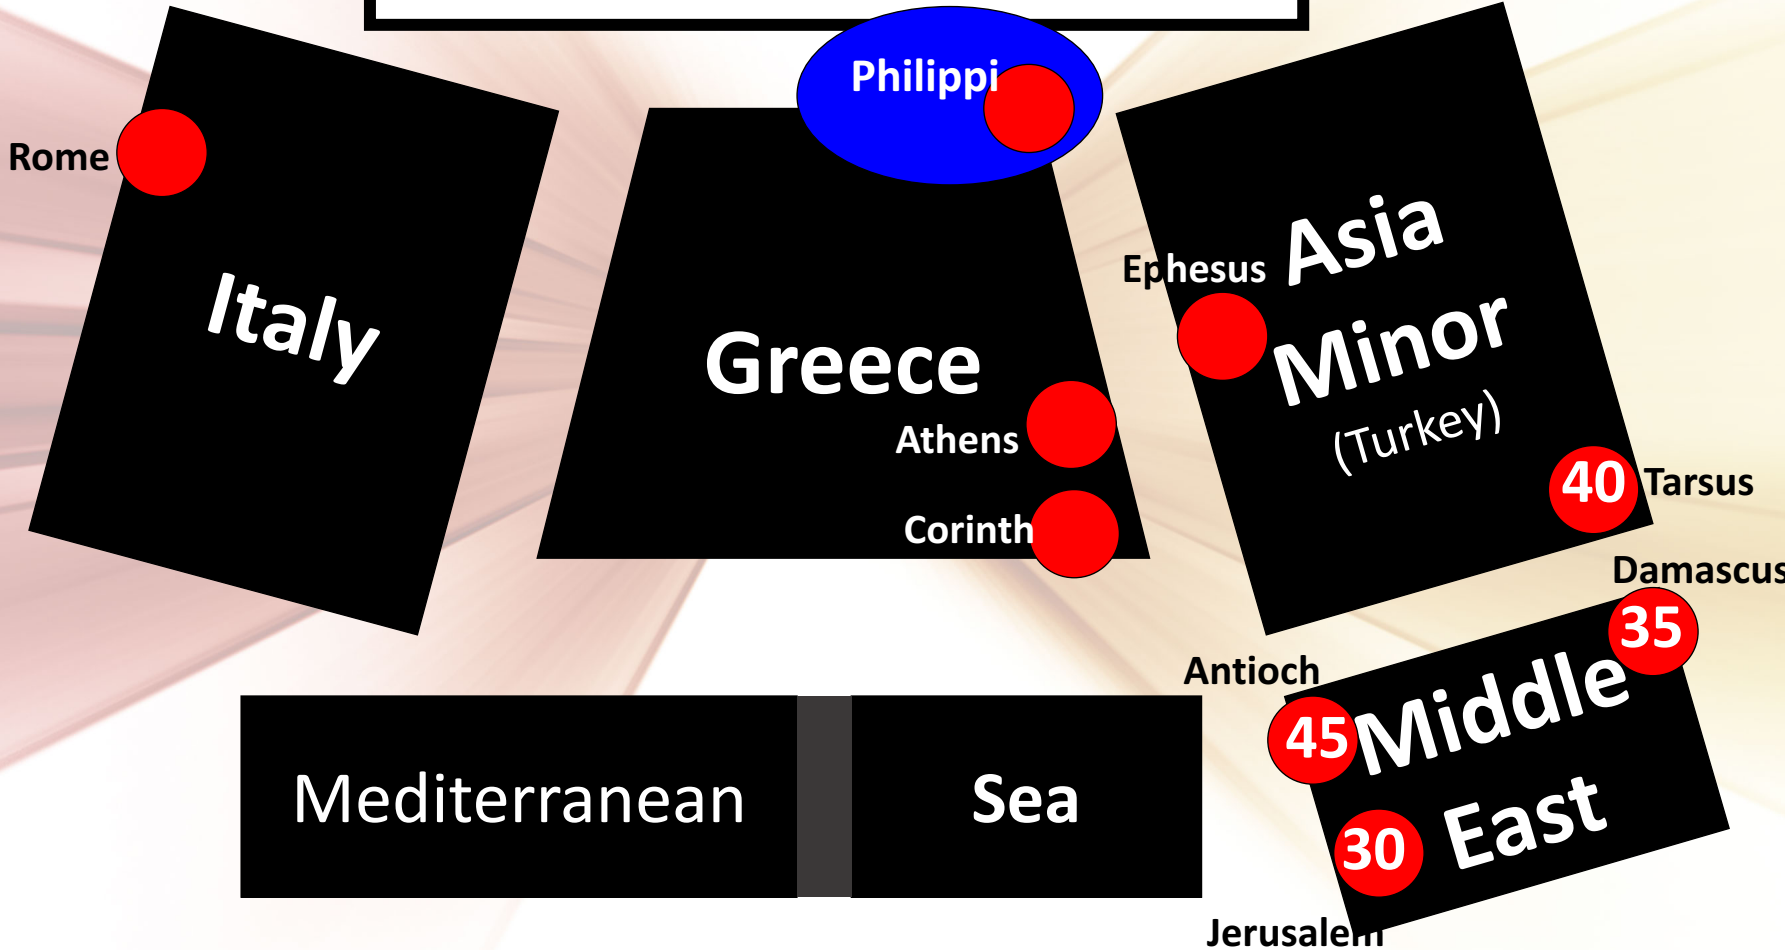 Philippi
Rome
Italy
Greece
Athens
Corinth
Ephesus
Asia
Minor
(Turkey)
40 Tarsus
Damascus
35
Antioch
45 Middle
East
30
Jerusalem
Mediterranean Sea